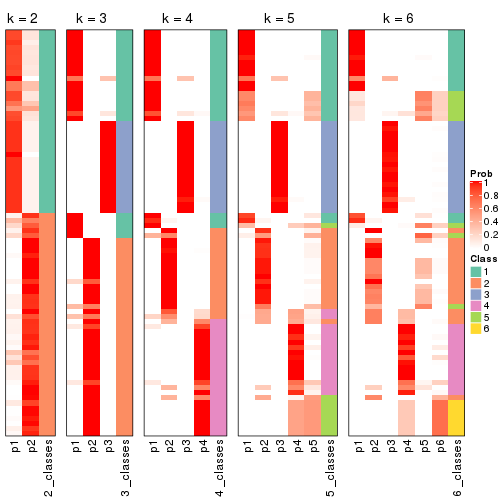 k = 2
k = 3
k = 4
k = 5
k = 6
Prob
1
0.8
0.6
0.4
0.2
0
Class
1
2
3
4
5
6
p1
p2
2_classes
p1
p2
p3
3_classes
p1
p2
p3
p4
4_classes
p1
p2
p3
p4
p5
5_classes
p1
p2
p3
p4
p5
p6
6_classes